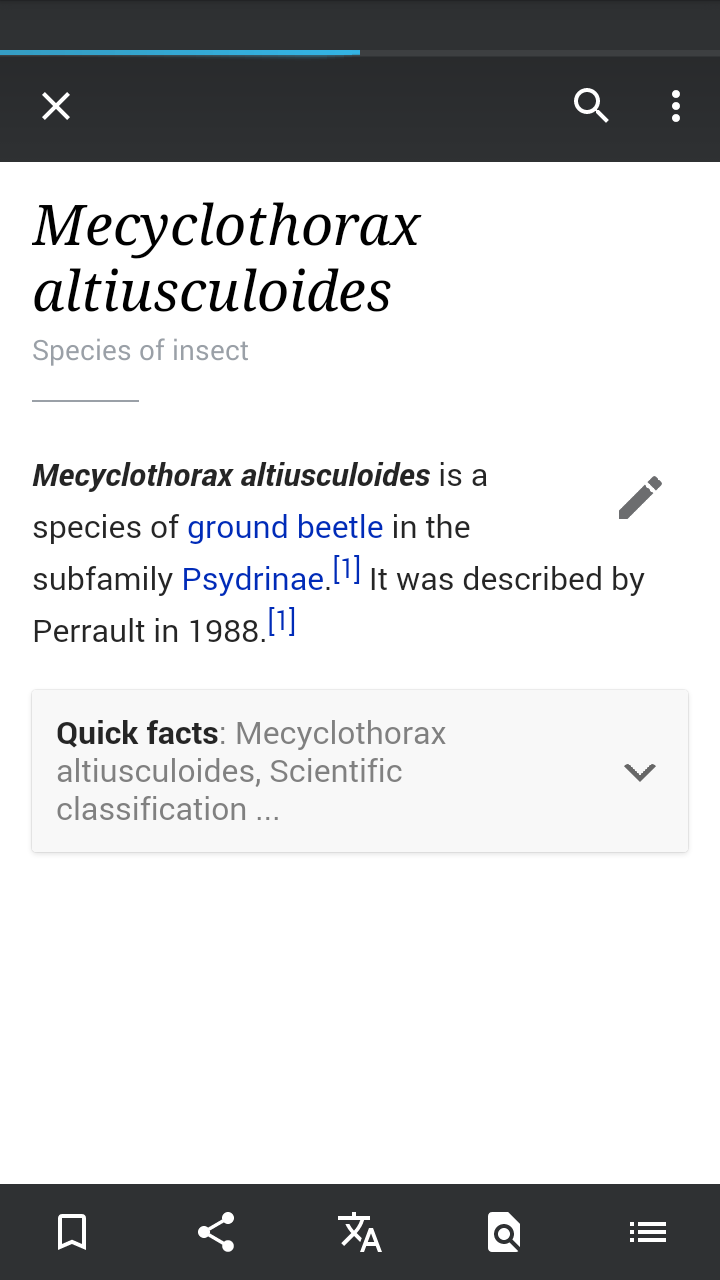 Mecyclothorax
altiusculoides
Species of insect
Mecyclothorax altiusculoides is a
species of ground beetle in the
subfamily Psydrinae.[1] It was described by
Perrault in 1988.[1]
Quick facts: Mecyclothorax
altiusculoides, Scientific
classification ...